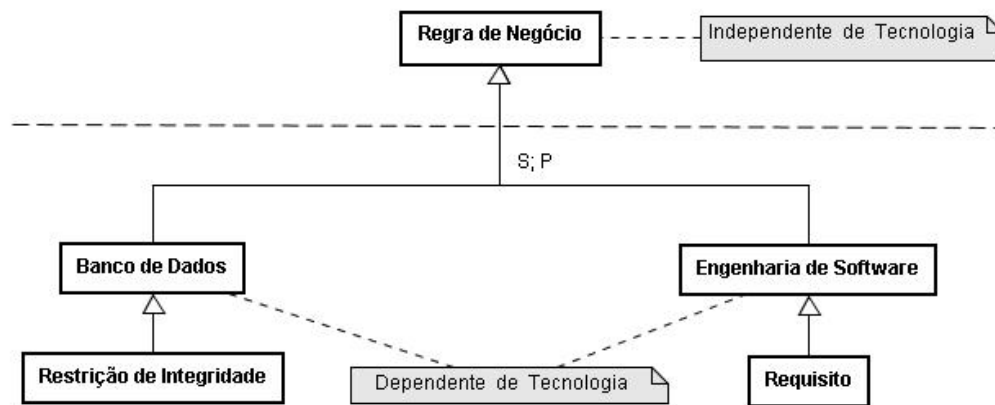 Regra de Negócio
Independente de Tecnologia
S; P
Banco de Dados
Engenharia de Software
Restrição de Integridade
Dependente de Tecnologia
Requisito